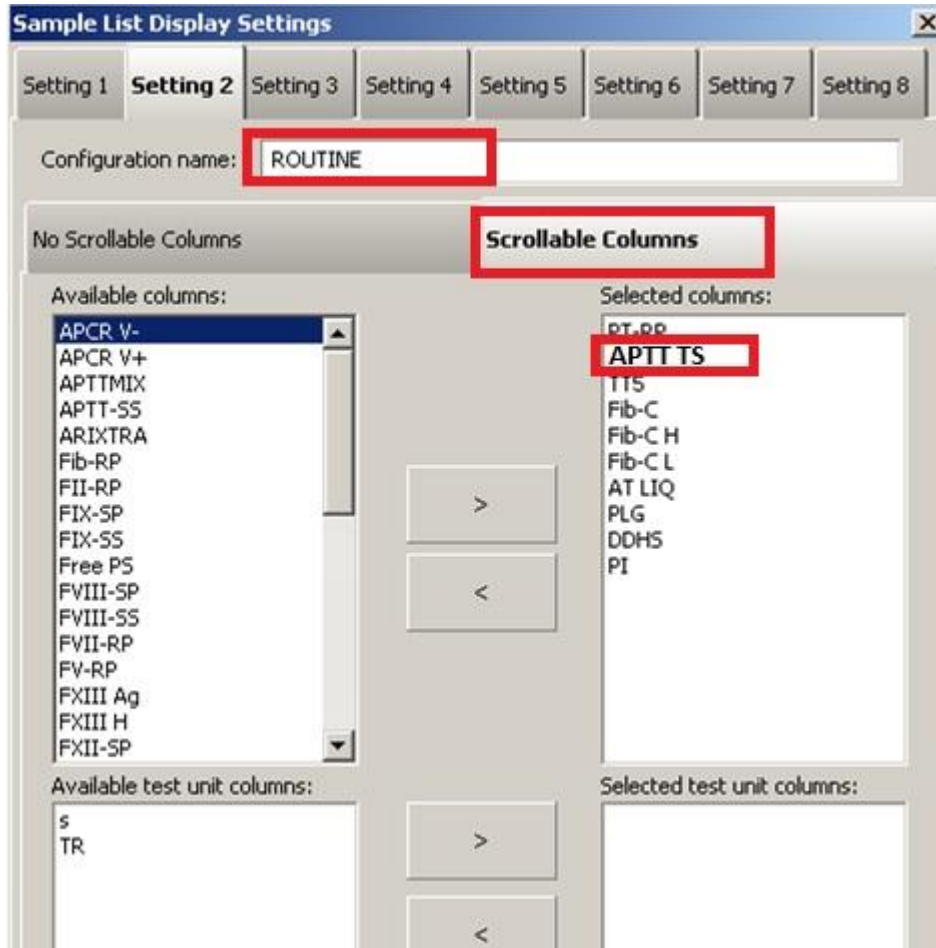 Sample List Display Settings
Setting 1 Setting 2 Setting 3 Setting 4 Setting 5 Setting 6 Setting 7 Setting 8
Configuration name: ROUTINE
No Scrollable Columns Scrollable Columns
Available columns:
APCR V-
APCR V+
APTTMIX
APTT-SS
ARIXTRA
Fib-RP
FII-RP
FIX-SP
FIX-SS
Free PS
FVIII-SP
FVIII-SS
FVII-RP
FV-RP
FXIII Ag
FXIII H
FXII-SP
>
<
Selected columns:
PT-RP
APTT TS
TT5
Fib-C
Fib-C H
Fib-C L
AT LIQ
PLG
DDHS
PI
Available test unit columns:
s
TR
>
<
Selected test unit columns: